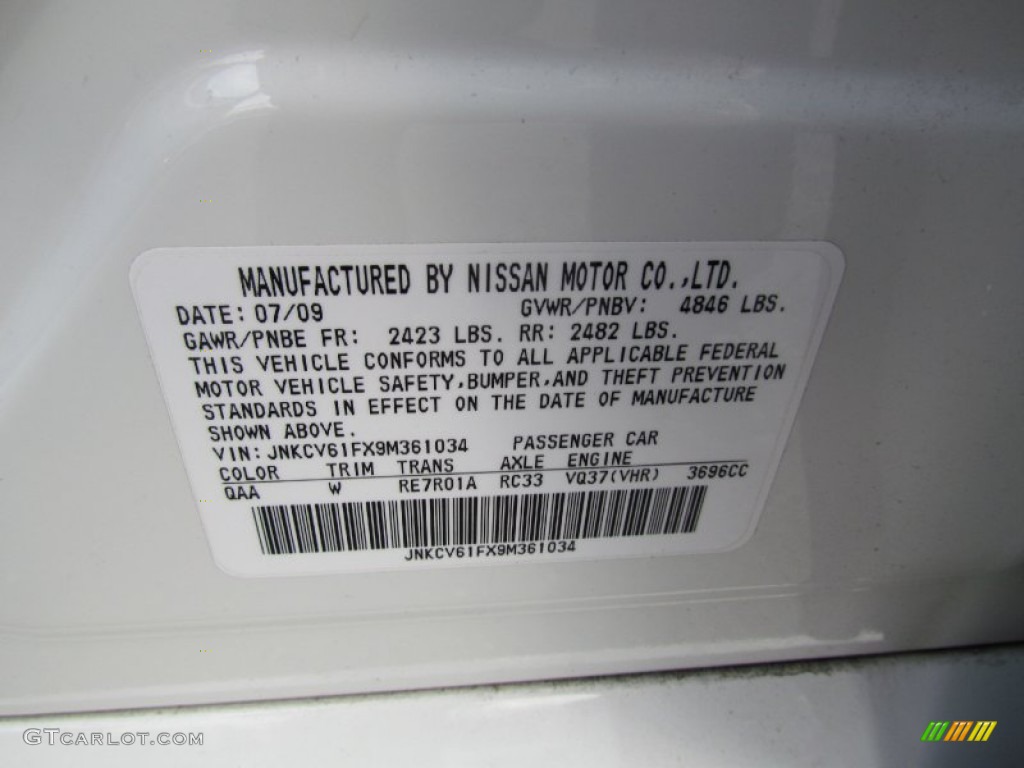 MANUFACTURED BY NISSAN MOTOR CO.,LTD.
DATE: 07/09 GVWR/PNBV: 4846 LBS.
GAWR/PNBE FR: 2423 LBS. RR: 2482 LBS.
THIS VEHICLE CONFORMS TO ALL APPLICABLE FEDERAL
MOTOR VEHICLE SAFETY,BUMPER,AND THEFT PREVENTION
STANDARDS IN EFFECT ON THE DATE OF MANUFACTURE
SHOWN ABOVE.
VIN: JNKCV61FX9M361034 PASSENGER CAR
COLOR TRIM TRANS AXLE ENGINE
QAA W RE7R01A RC33 VQ37(VHR) 3696CC
JNKCV61FX9M361034
GTCARLOT.COM